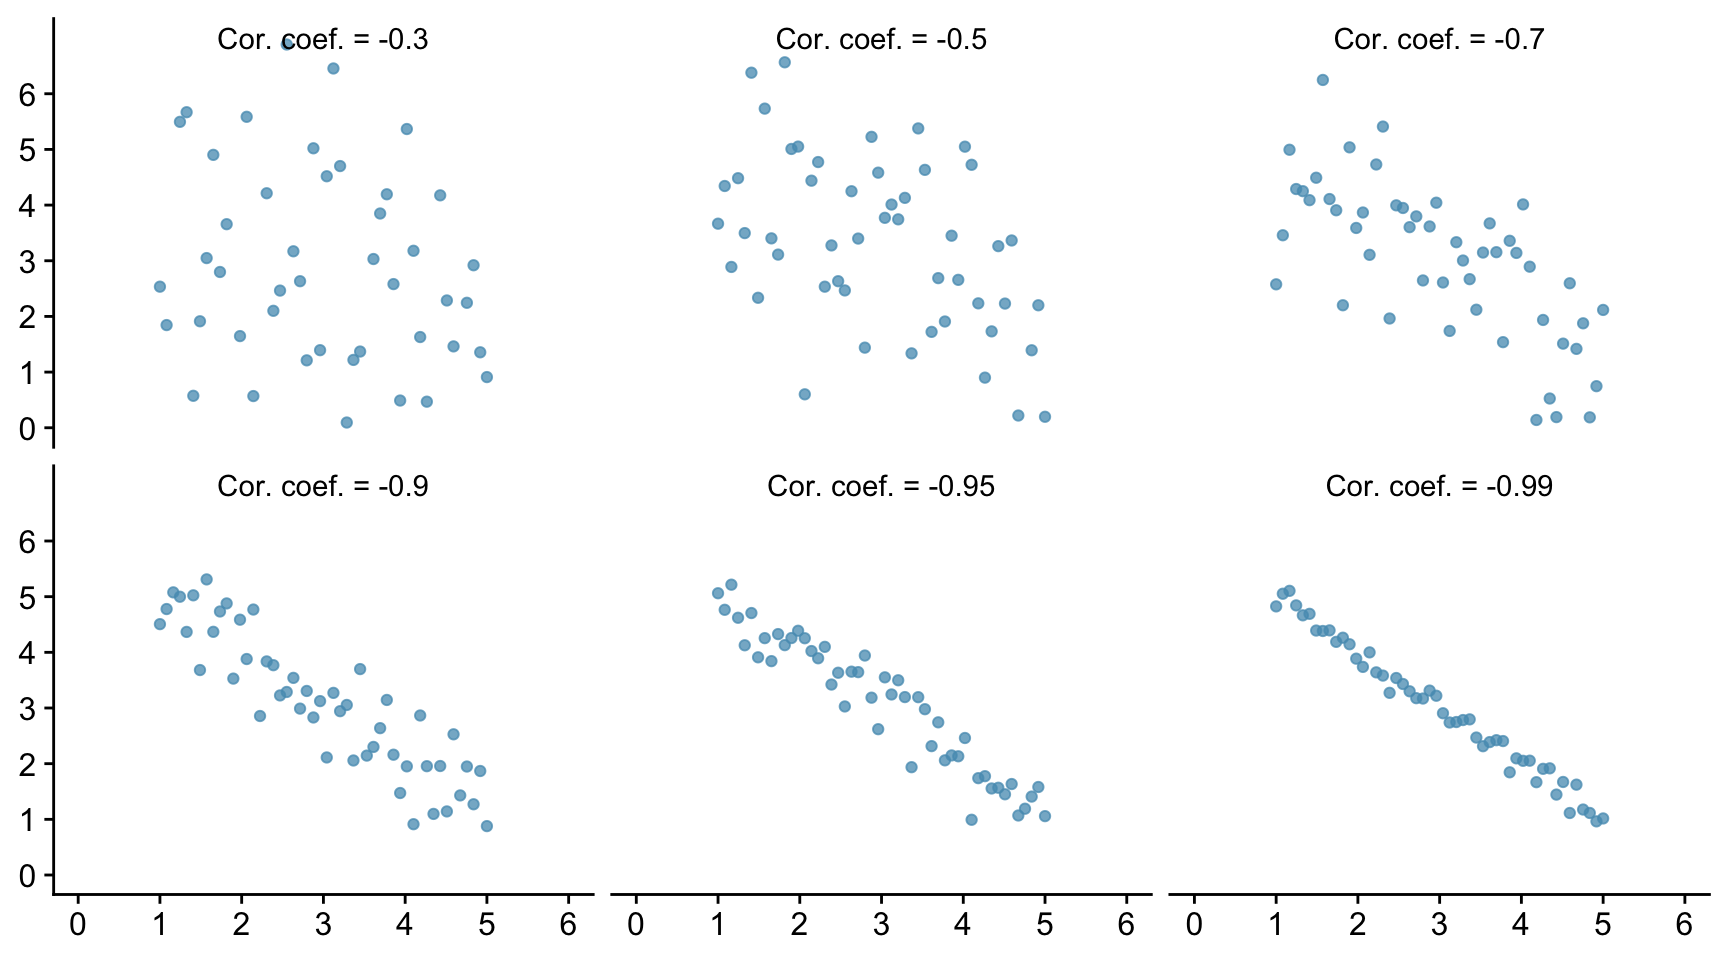 Cor. coef. = -0.3
Cor. coef. = -0.5
Cor. coef. = -0.7
6
5
4
3
2
1
0
Cor. coef. = -0.9
Cor. coef. = -0.95
Cor. coef. = -0.99
6
5
4
3
2
1
0
0 1 2 3 4 5 6
0 1 2 3 4 5 6
0 1 2 3 4 5 6